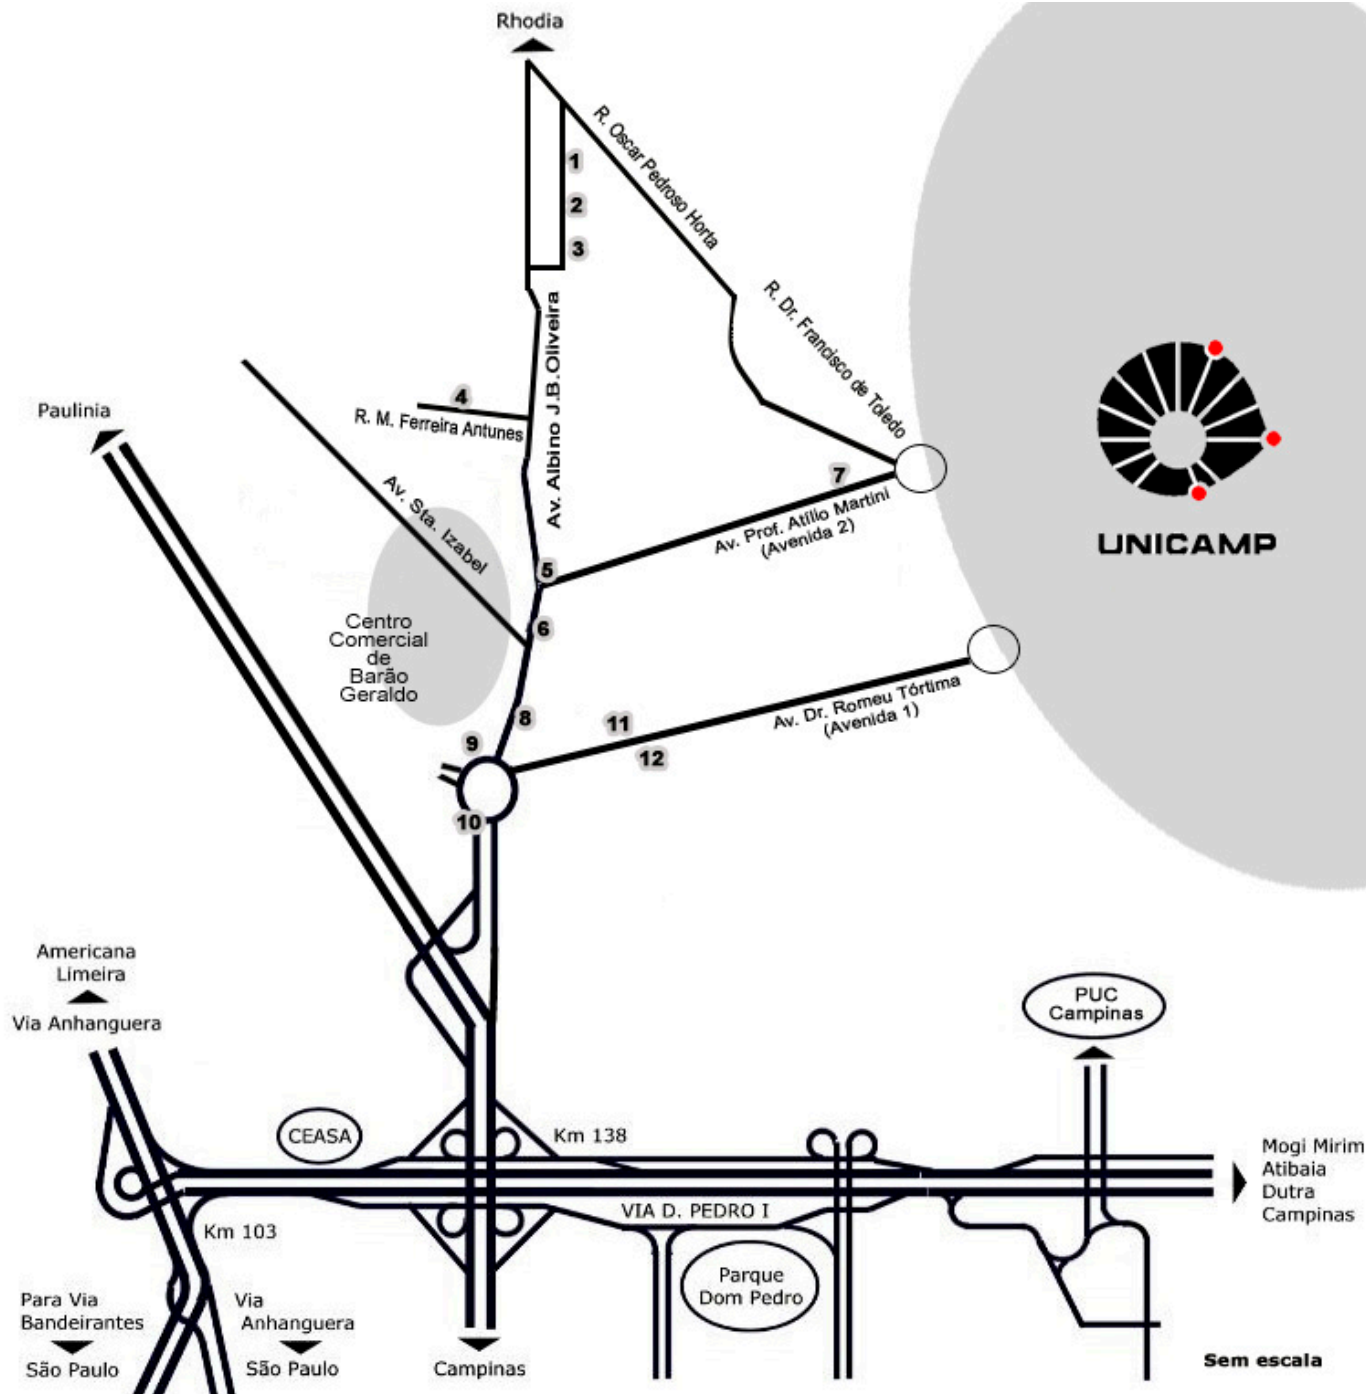 Rhodia
R. Oscar Pedroso Horta
1
2
3
R. Dr. Francisco de Toledo
Av. Albino J.B.Oliveira
4
R. M. Ferreira Antunes
Paulinia
Av. Sta. Izabel
7
Av. Prof. Atílio Martini
(Avenida 2)
UNICAMP
5
6
Centro
Comercial
de
Barão
Geraldo
8
9
10
11
12
Av. Dr. Romeu Tórtima
(Avenida 1)
Americana
Limeira
Via Anhanguera
PUC
Campinas
CEASA
Km 138
Mogi Mirim
Atibaia
Dutra
Campinas
VIA D. PEDRO I
Km 103
Parque
Dom Pedro
Para Via
Bandeirantes
São Paulo
Via
Anhanguera
São Paulo
Campinas
Sem escala